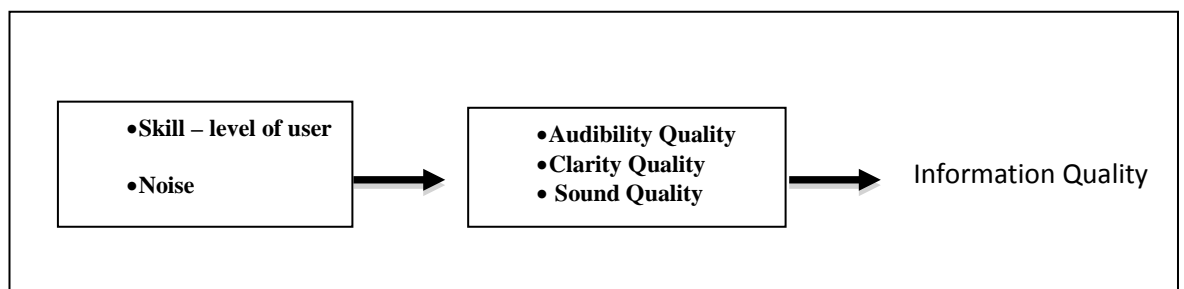 •Skill – level of user
•Noise
•Audibility Quality
•Clarity Quality
• Sound Quality
Information Quality